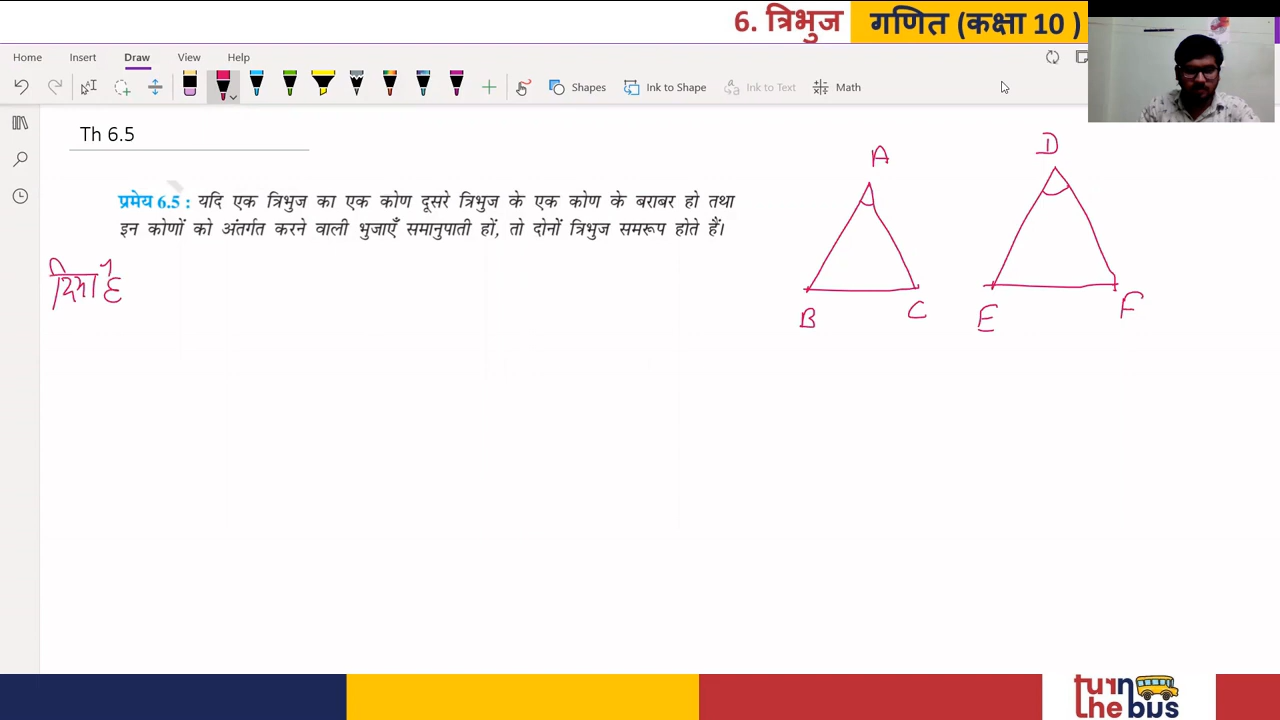 6. त्रिभुज
गणित (कक्षा 10 )
Home Insert Draw View Help
Shapes Ink to Shape Ink to Text Math
Th 6.5
प्रमेय 6.5 : यदि एक त्रिभुज का एक कोण दूसरे त्रिभुज के एक कोण के बराबर हो तथा
इन कोणों को अंतर्गत करने वाली भुजाएँ समानुपाती हों, तो दोनों त्रिभुज समरूप होते हैं।
दिया है
A
D
B
C
E
F
turn
the bus